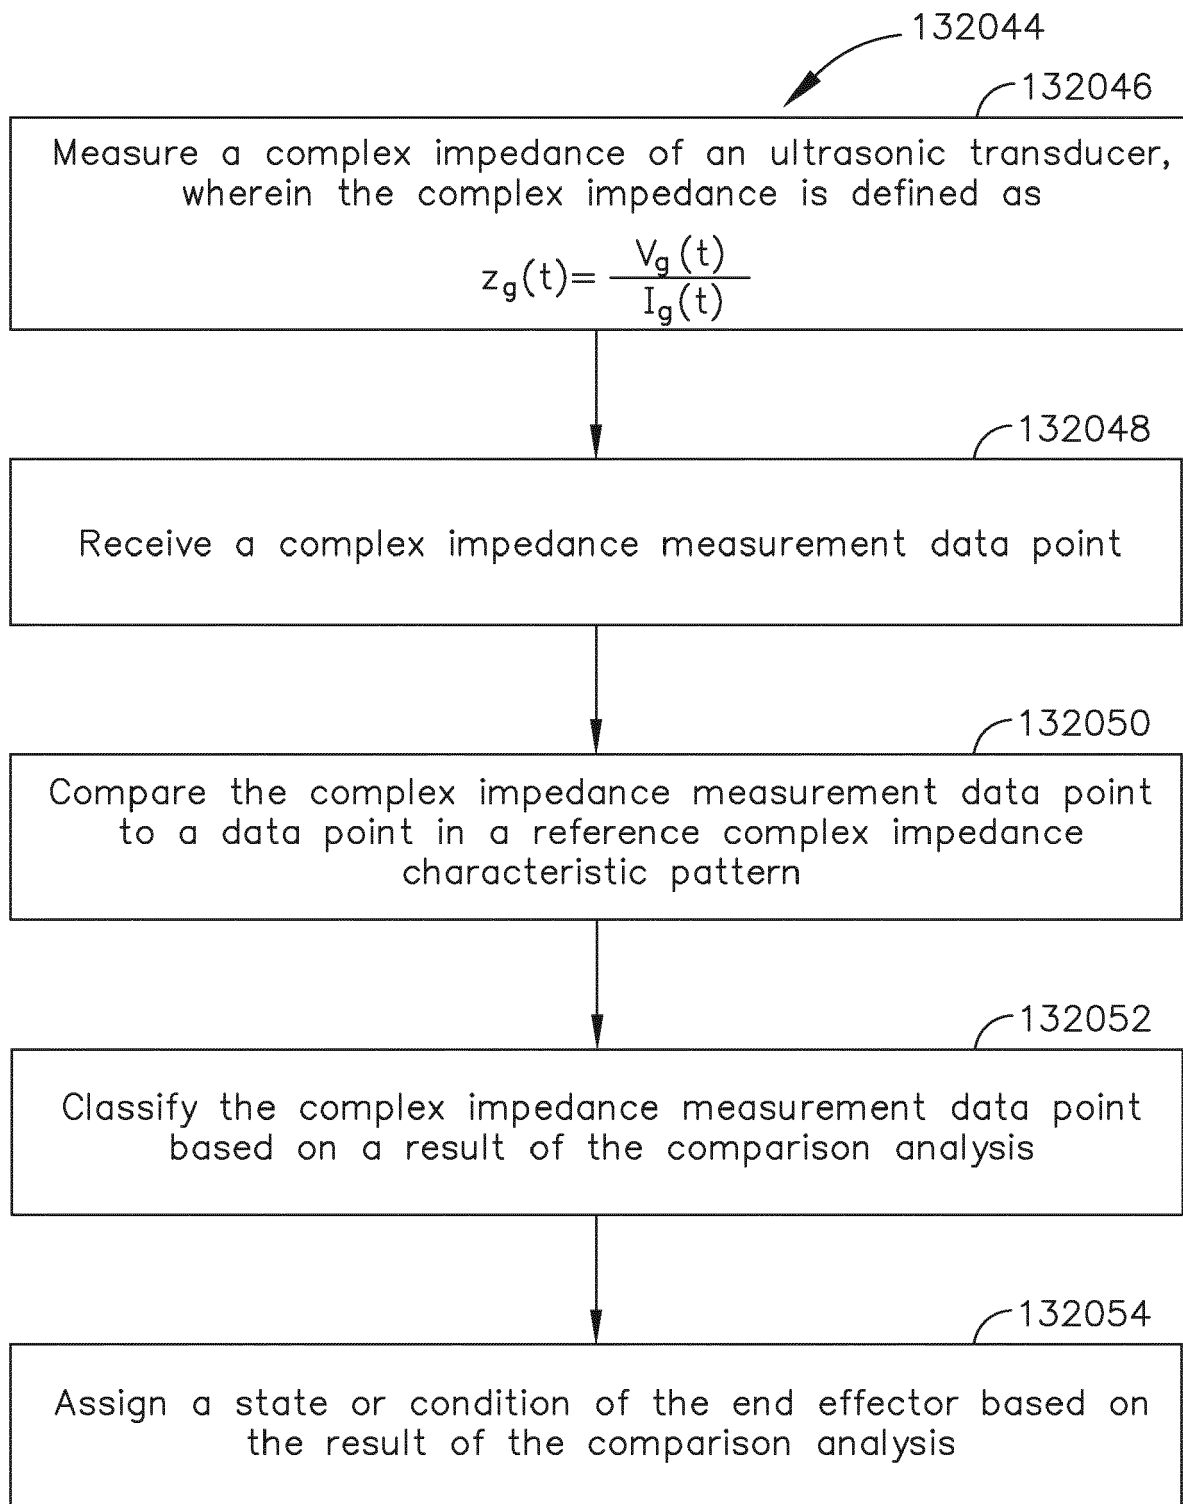 132044
132046
Measure a complex impedance of an ultrasonic transducer,
wherein the complex impedance is defined as
z_g(t)= V_g(t) / I_g(t)
132048
Receive a complex impedance measurement data point
132050
Compare the complex impedance measurement data point
to a data point in a reference complex impedance
characteristic pattern
132052
Classify the complex impedance measurement data point
based on a result of the comparison analysis
132054
Assign a state or condition of the end effector based on
the result of the comparison analysis